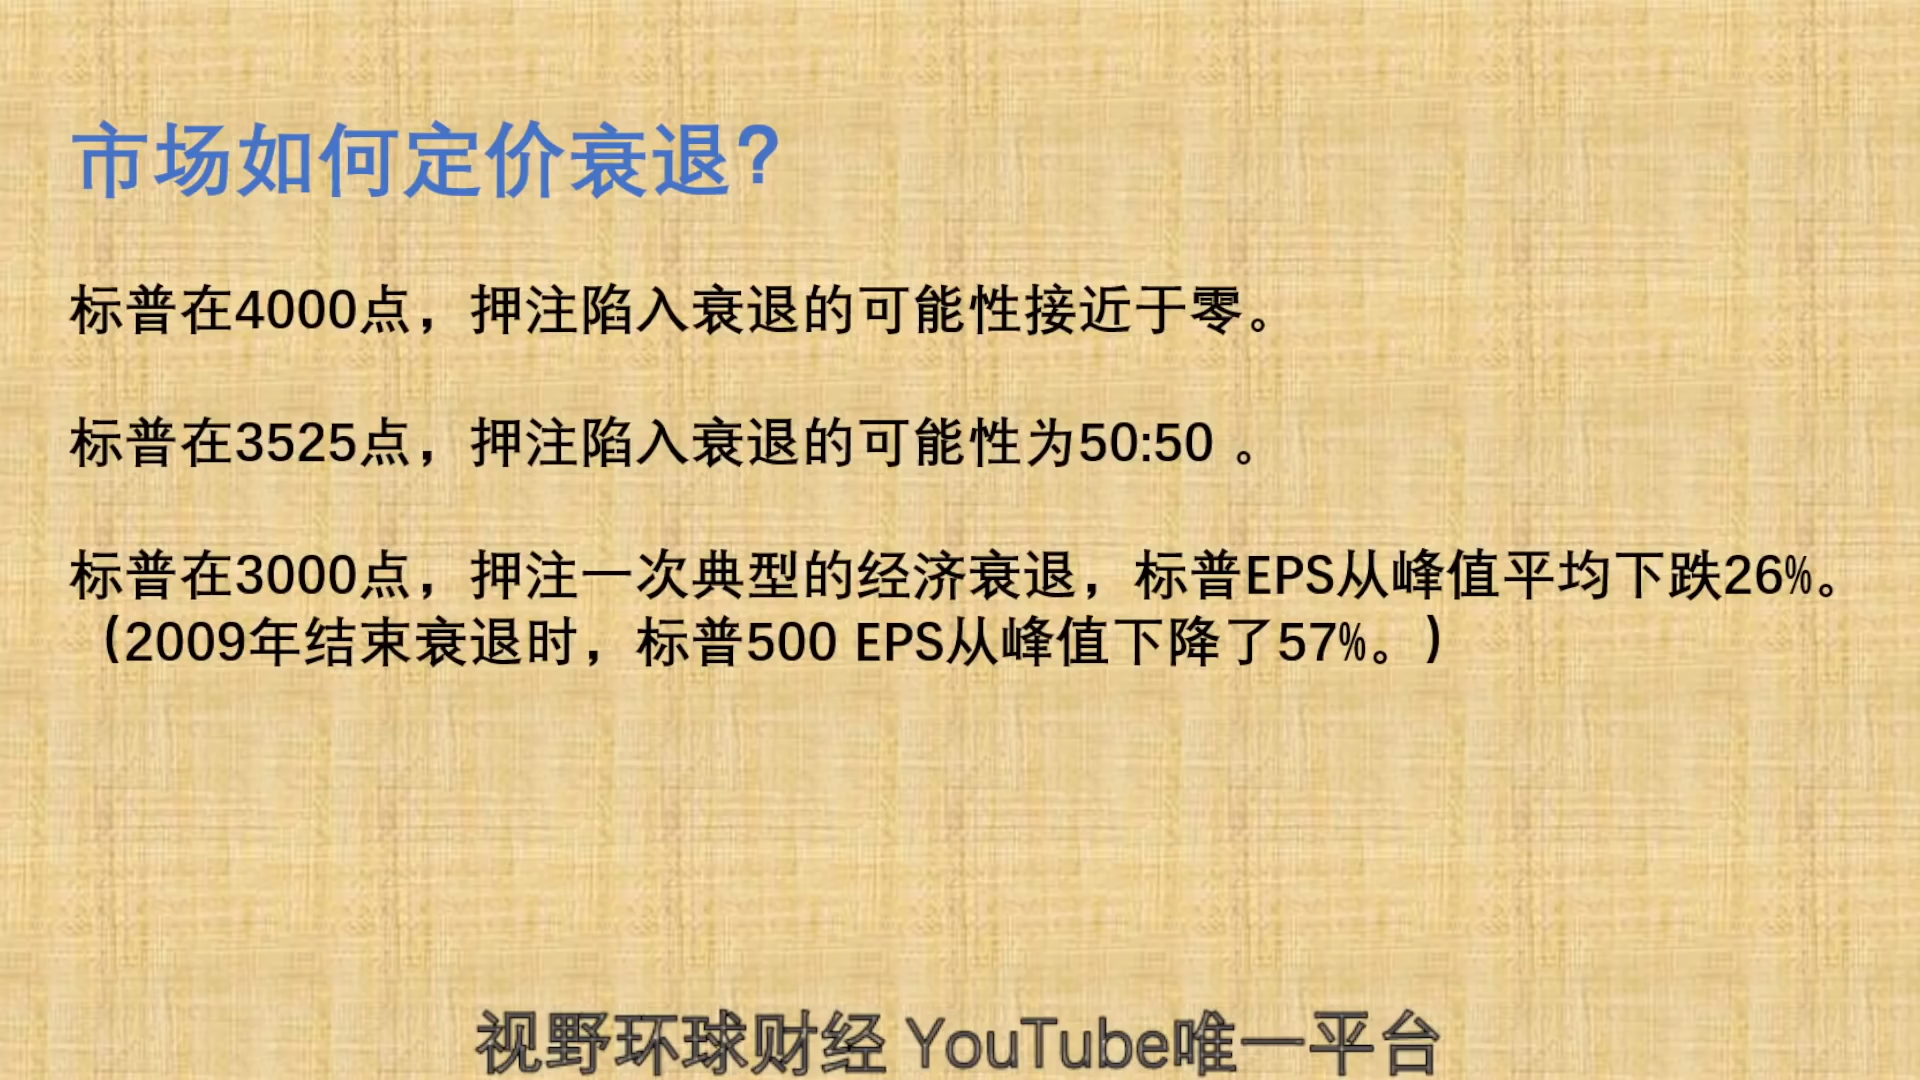 市场如何定价衰退？
标普在4000点，押注陷入衰退的可能性接近于零。
标普在3525点，押注陷入衰退的可能性为50:50 。
标普在3000点，押注一次典型的经济衰退，标普EPS从峰值平均下跌26%。
（2009年结束衰退时，标普500 EPS从峰值下降了57%。）
视野环球财经 YouTube唯一平台